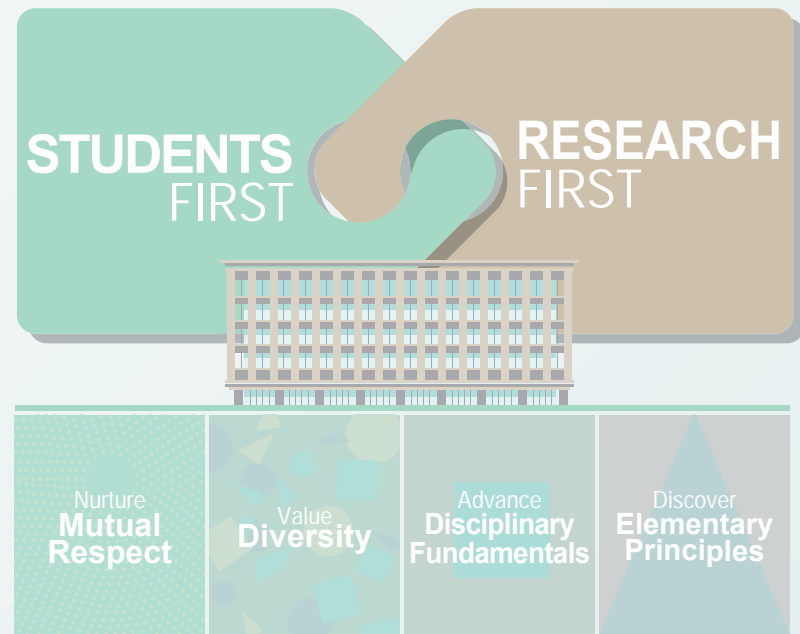 STUDENTS
FIRST
RESEARCH
FIRST
Nurture
Mutual
Respect
Value
Diversity
Advance
Disciplinary
Fundamentals
Discover
Elementary
Principles